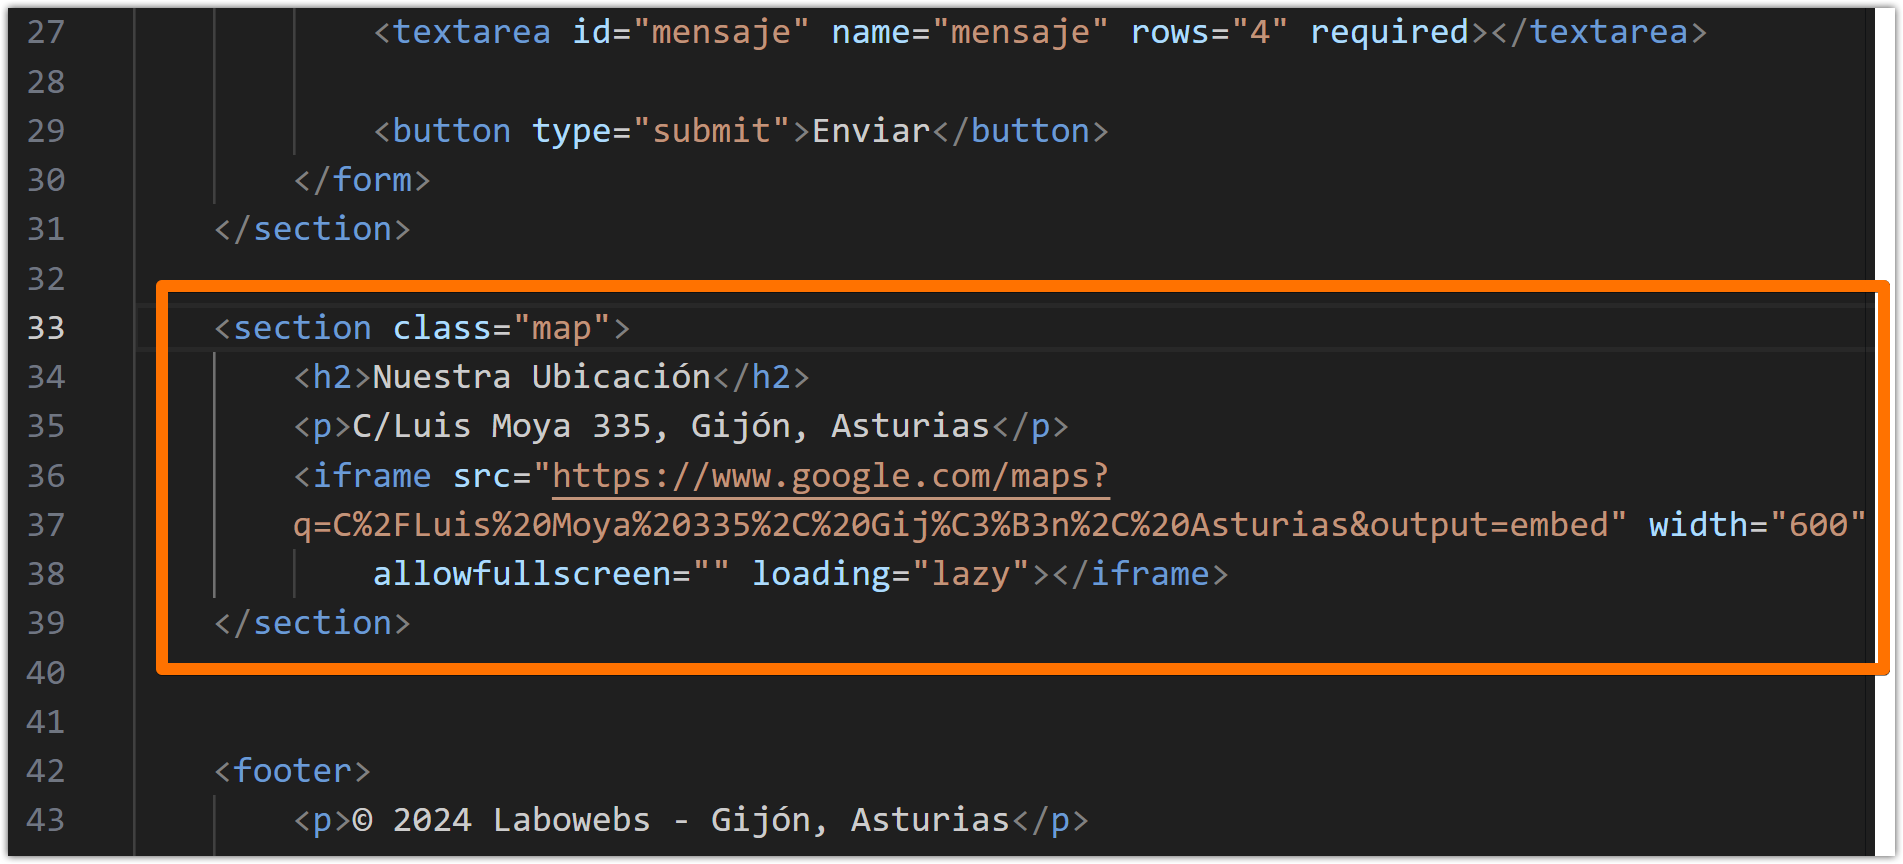 27 <textarea id="mensaje" name="mensaje" rows="4" required></textarea>
28
29 <button type="submit">Enviar</button>
30 </form>
31 </section>
32
33 <section class="map">
34 <h2>Nuestra Ubicación</h2>
35 <p>C/Luis Moya 335, Gijón, Asturias</p>
36 <iframe src="https://www.google.com/maps?
37 q=C%2FLuis%20Moya%20335%2C%20Gij%C3%B3n%2C%20Asturias&output=embed" width="600"
38 allowfullscreen="" loading="lazy"></iframe>
39 </section>
40
41
42 <footer>
43 <p>© 2024 Labowebs - Gijón, Asturias</p>